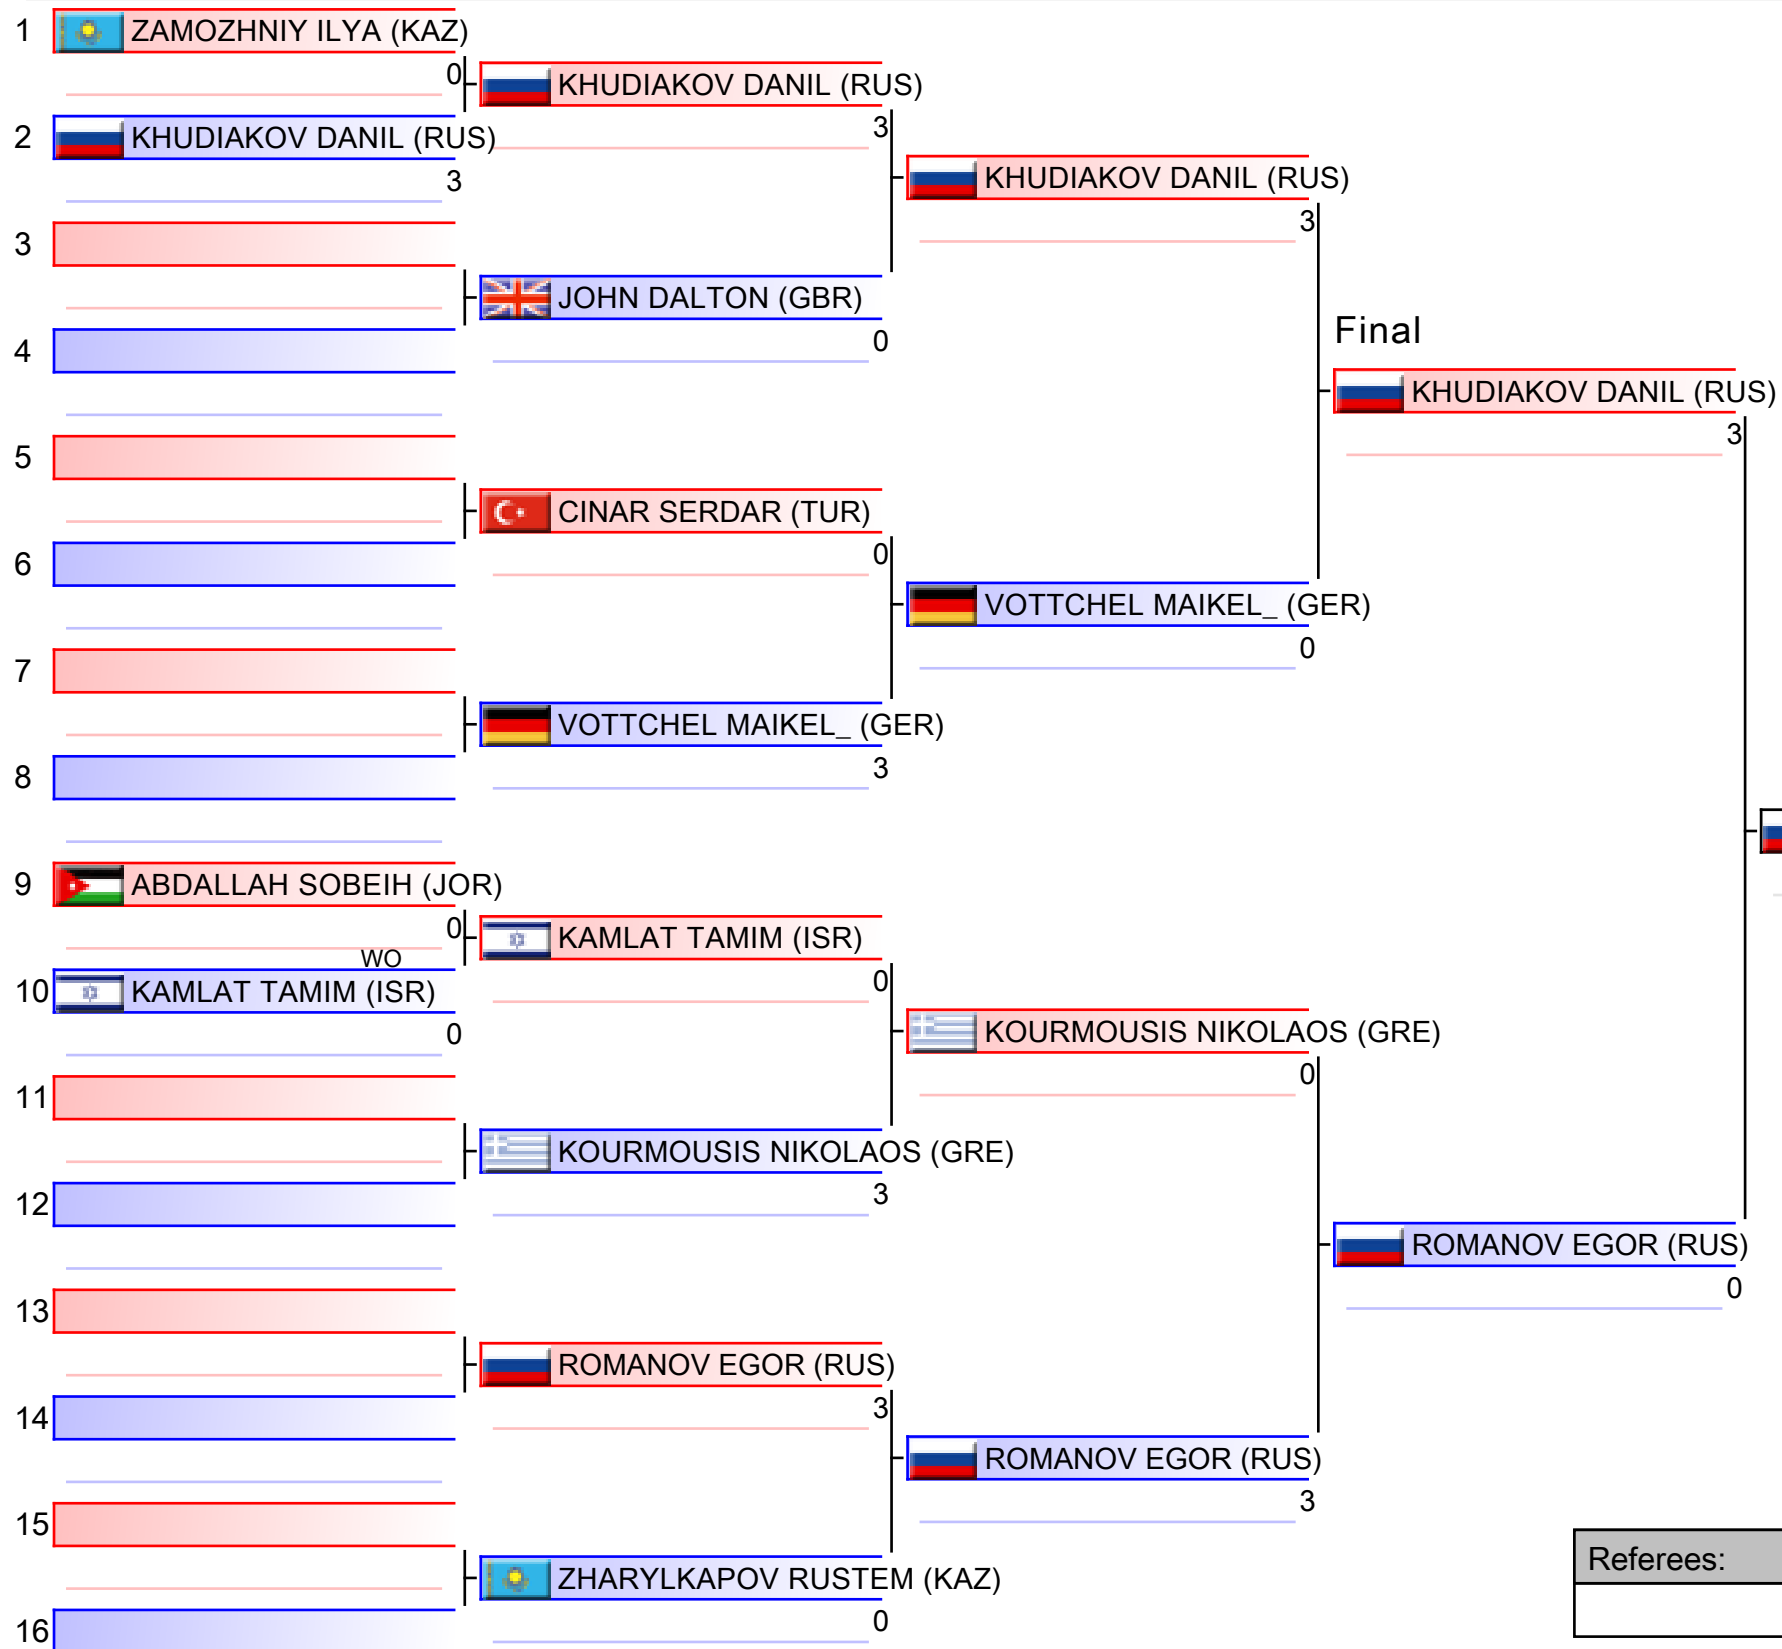 1 ZAMOZHNIY ILYA (KAZ)
0
KHUDIAKOV DANIL (RUS)
3
2 KHUDIAKOV DANIL (RUS)
3
KHUDIAKOV DANIL (RUS)
3
3
JOHN DALTON (GBR)
0
4
Final
KHUDIAKOV DANIL (RUS)
3
5
CINAR SERDAR (TUR)
0
6
VOTTCHEL MAIKEL_ (GER)
0
7
VOTTCHEL MAIKEL_ (GER)
3
8
9 ABDALLAH SOBEIH (JOR)
0
WO
KAMLAT TAMIM (ISR)
0
10 KAMLAT TAMIM (ISR)
0
KOURMOUSIS NIKOLAOS (GRE)
0
11
KOURMOUSIS NIKOLAOS (GRE)
3
12
ROMANOV EGOR (RUS)
0
13
ROMANOV EGOR (RUS)
3
14
ROMANOV EGOR (RUS)
3
15
ZHARYLKAPOV RUSTEM (KAZ)
0
16
Referees: